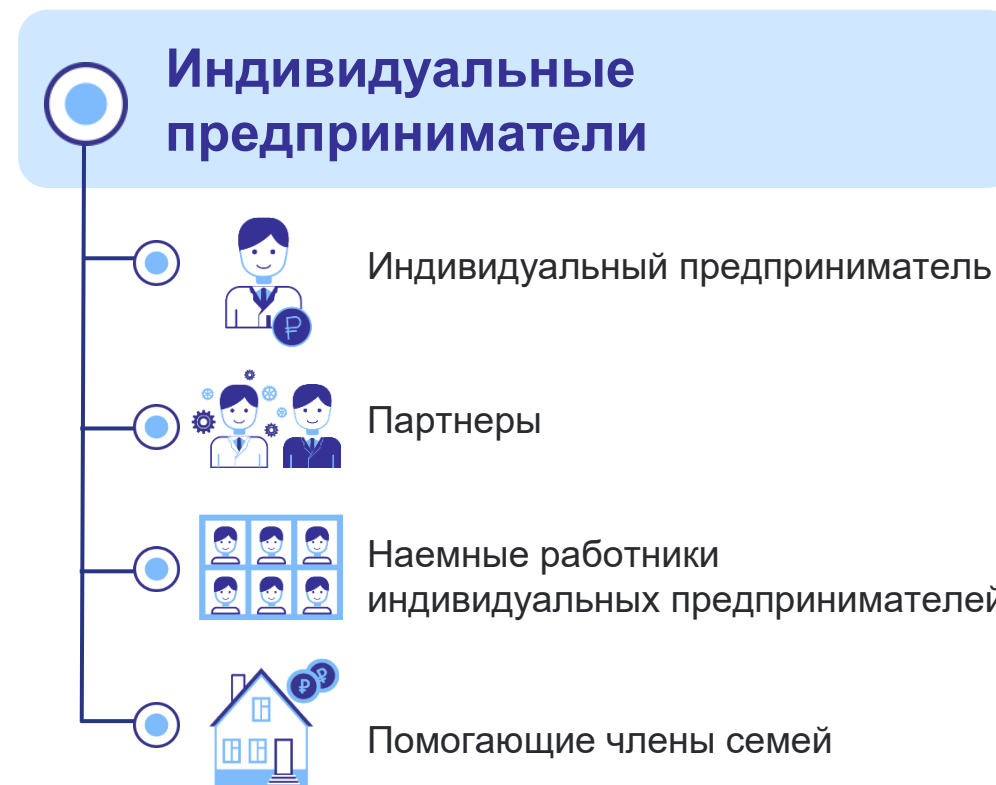 Индивидуальные
предприниматели
Индивидуальный предприниматель
Партнеры
Наемные работники
индивидуальных предпринимателей
Помогающие члены семей